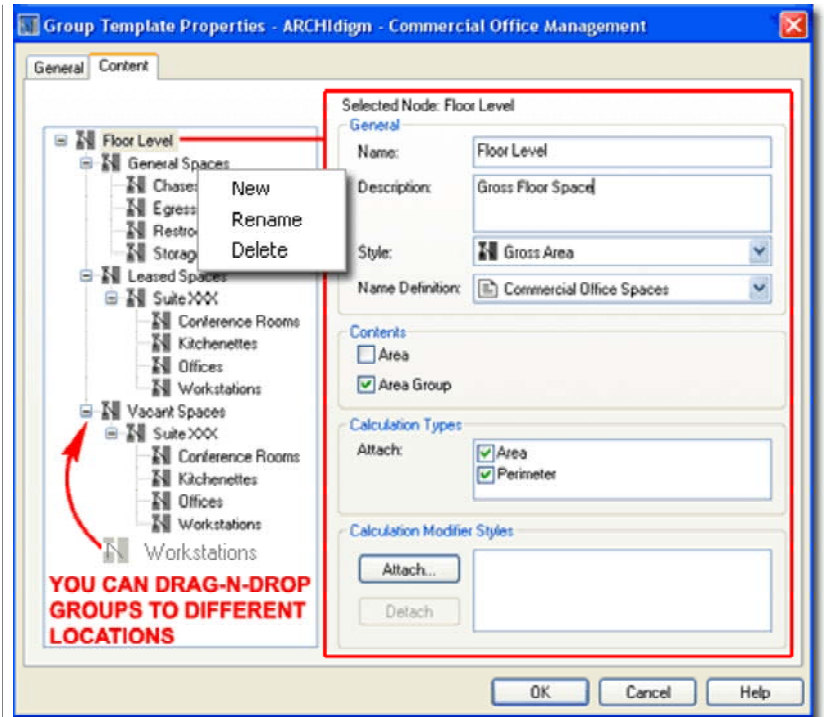 Group Template Properties - ARCHIdigm - Commercial Office Management
General Content
Selected Node: Floor Level
Floor Level
General Spaces
Chases
Egress
Restro
Storag
New
Rename
Delete
Leased Spaces
Suite XXX
Conference Rooms
Kitchenettes
Offices
Workstations
Vacant Spaces
Suite XXX
Conference Rooms
Kitchenettes
Offices
Workstations
Workstations
YOU CAN DRAG-N-DROP
GROUPS TO DIFFERENT
LOCATIONS
General
Name: Floor Level
Description: Gross Floor Space
Style: Gross Area
Name Definition: Commercial Office Spaces
Contents
Area
Area Group
Calculation Types
Attach: Area
Perimeter
Calculation Modifier Styles
Attach...
Detach
OK Cancel Help